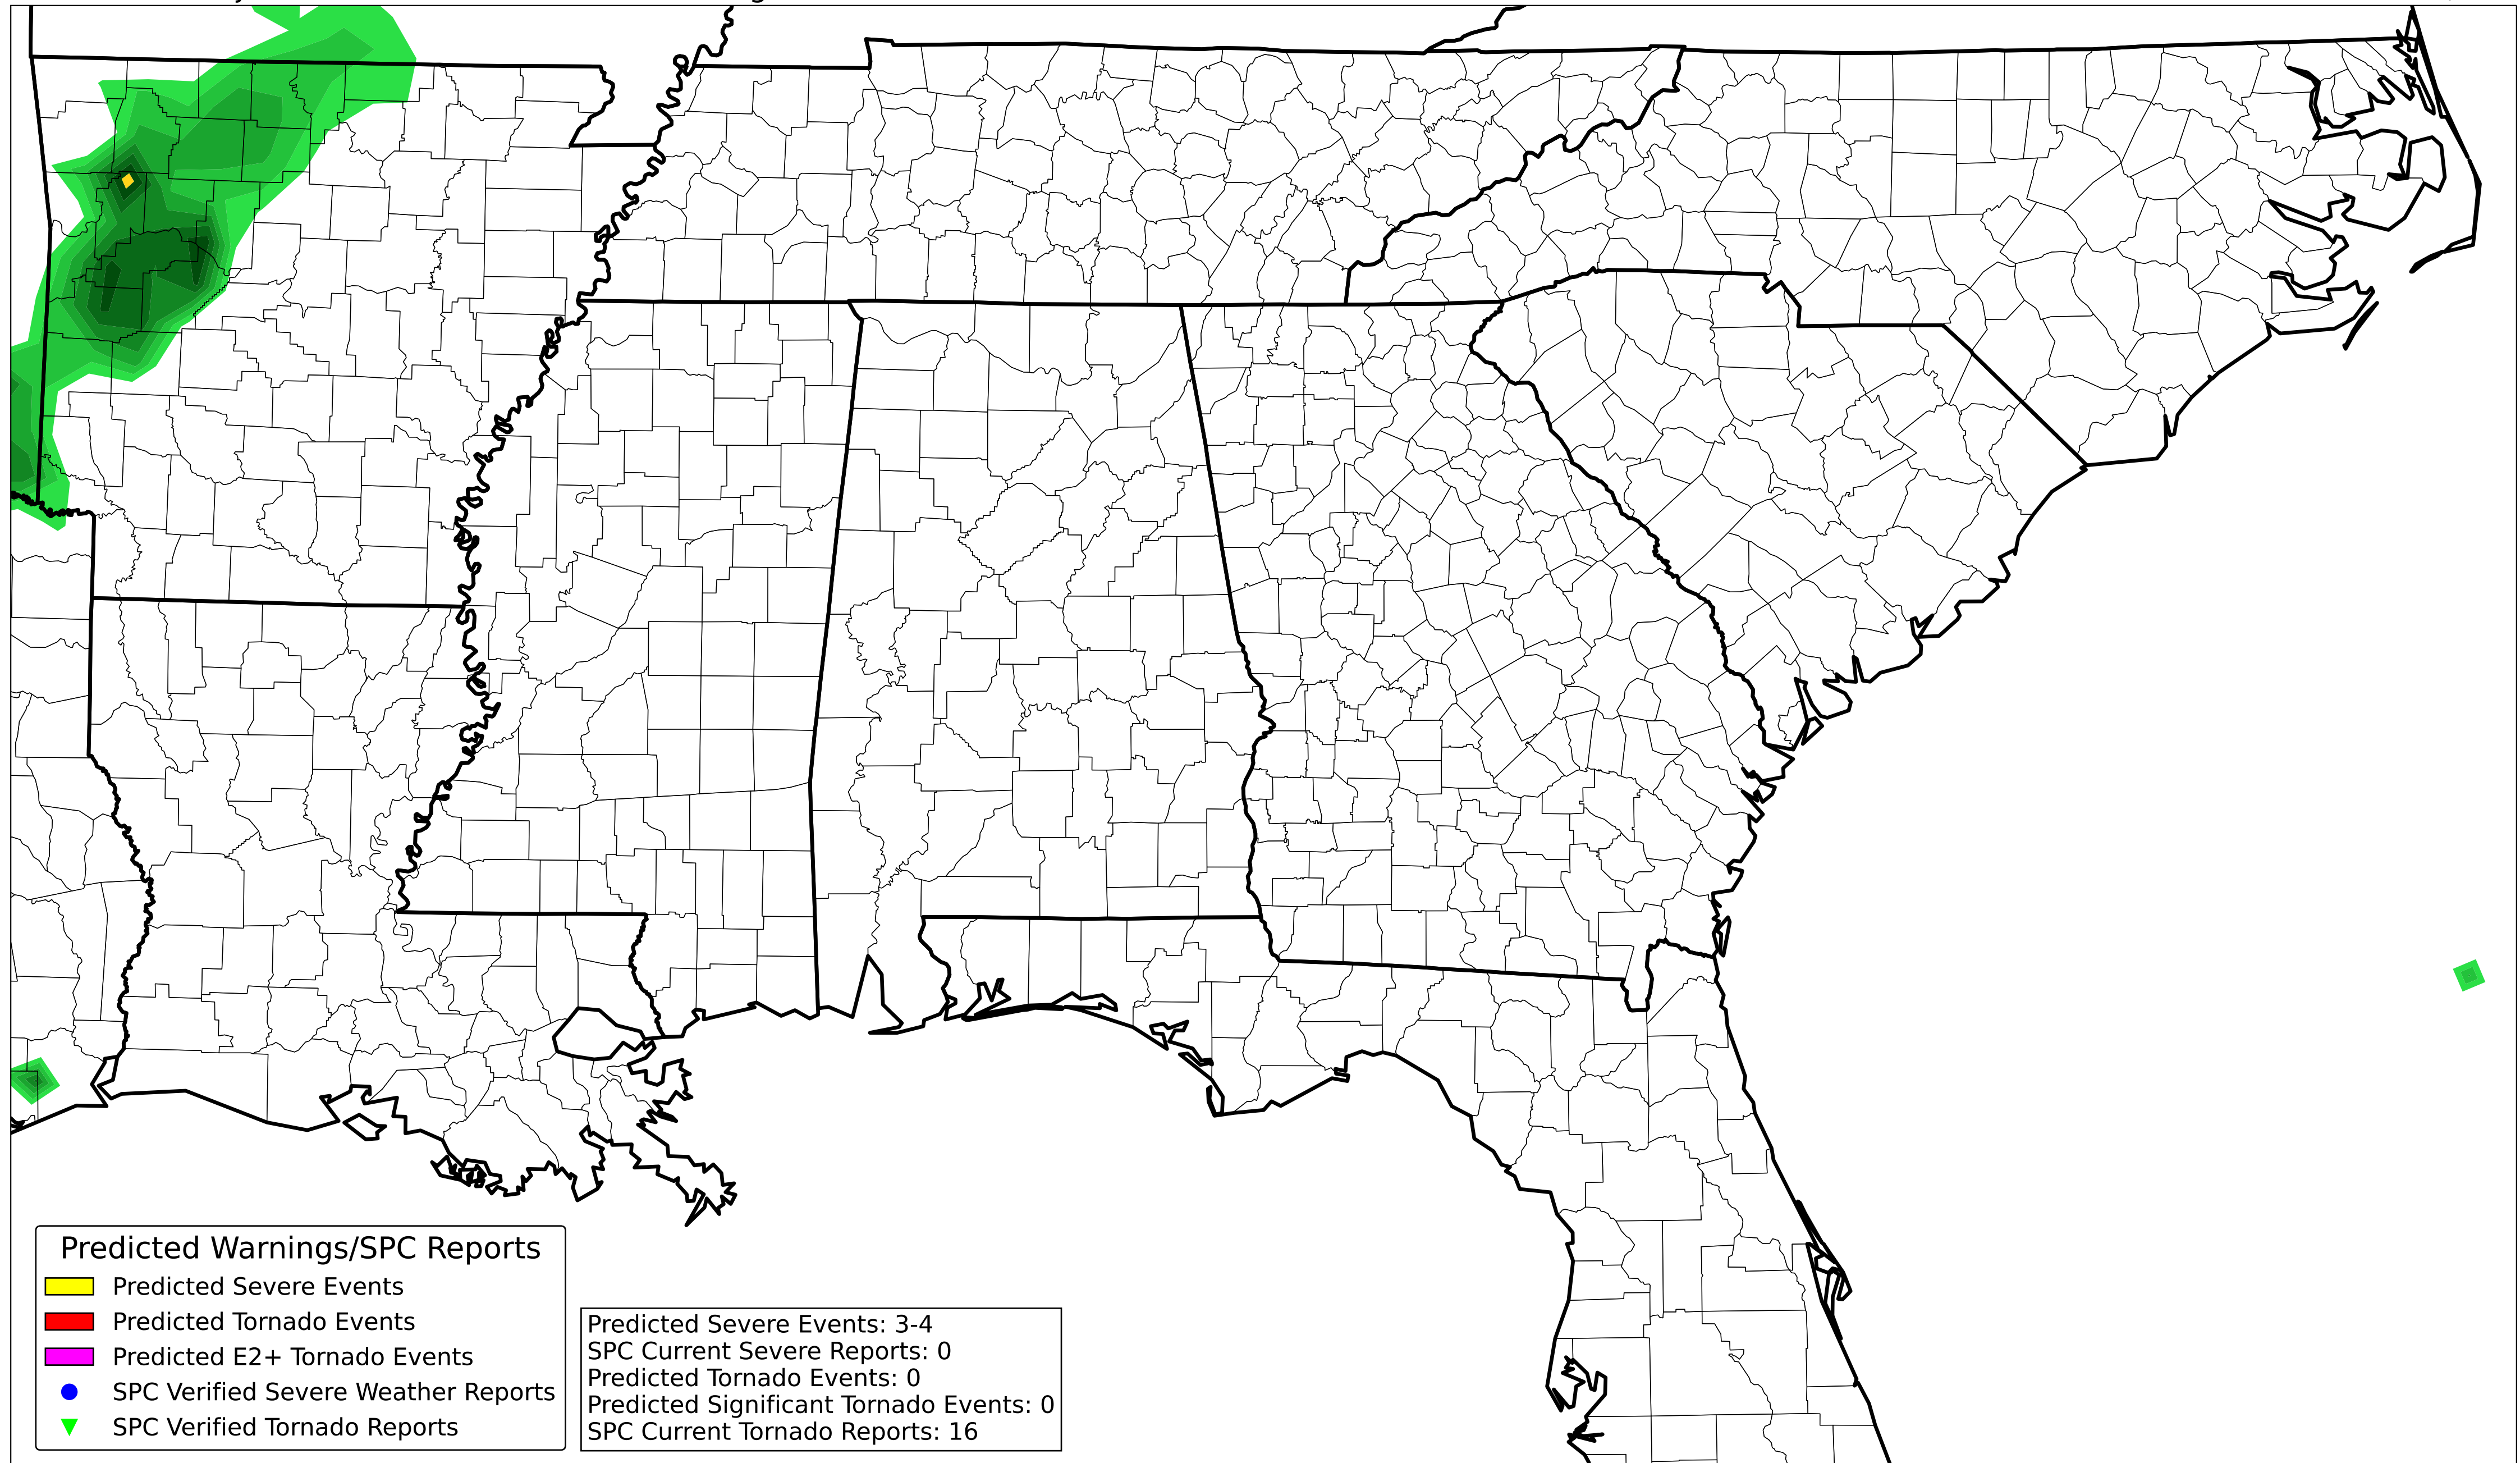 Predicted Warnings/SPC Reports
Predicted Severe Events
Predicted Tornado Events
Predicted E2+ Tornado Events
SPC Verified Severe Weather Reports
SPC Verified Tornado Reports
Predicted Severe Events: 3-4
SPC Current Severe Reports: 0
Predicted Tornado Events: 0
Predicted Significant Tornado Events: 0
SPC Current Tornado Reports: 16